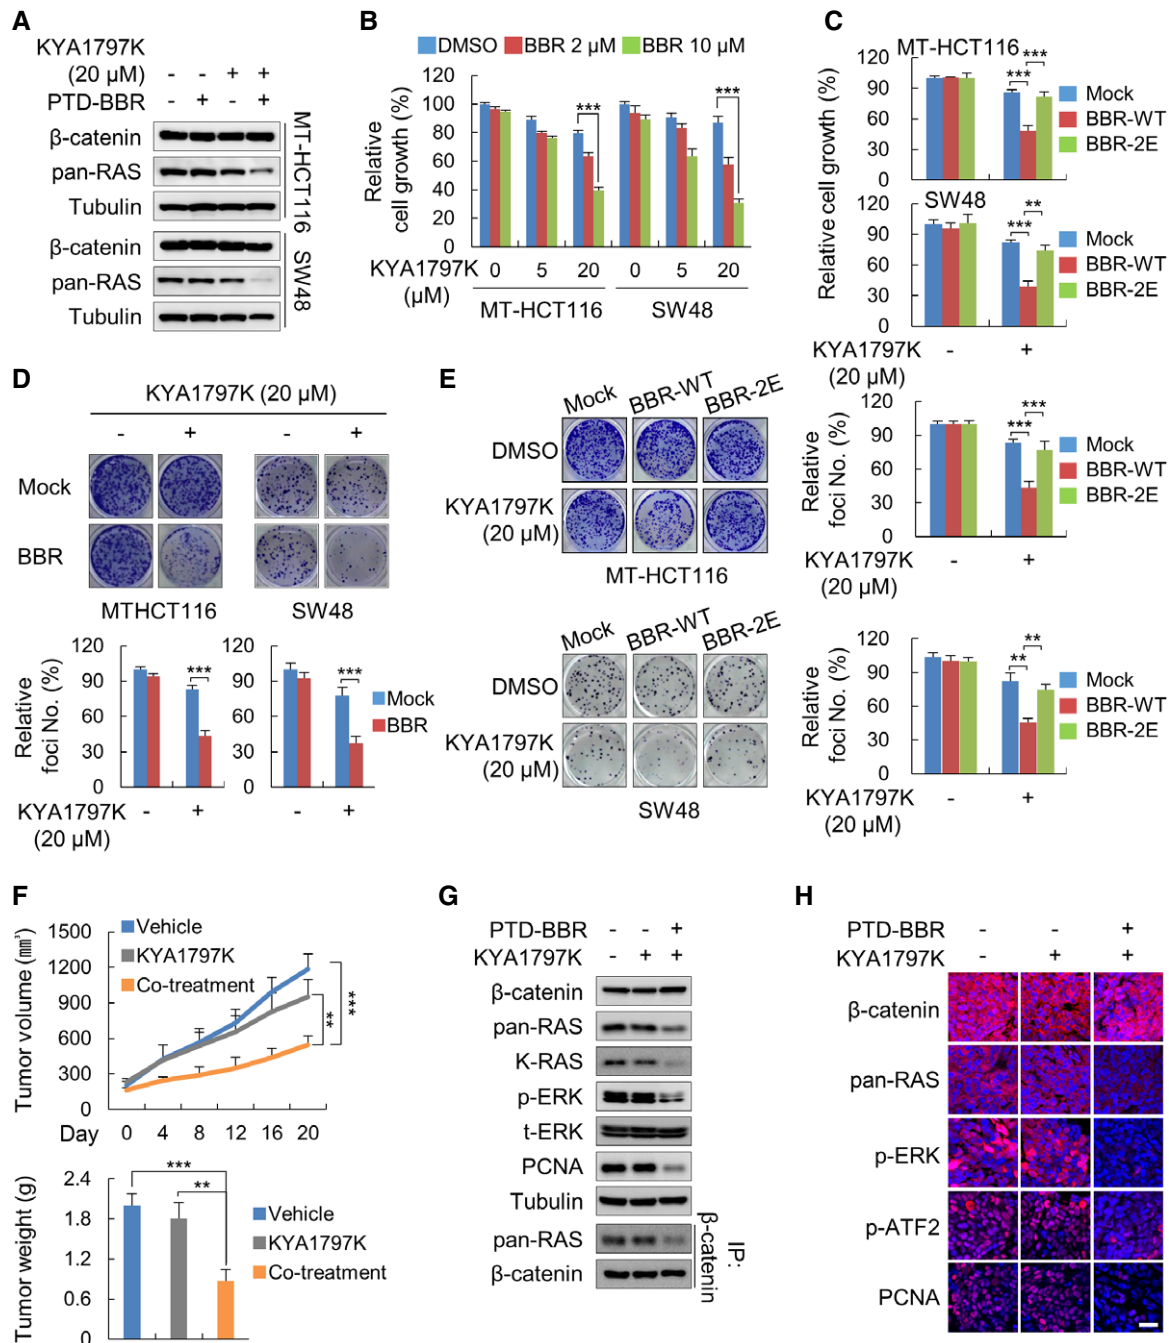 A
KYA1797K
(20 μM) - - + +
PTD-BBR - + - +
β-catenin
pan-RAS
Tubulin
MT-HCT116
β-catenin
pan-RAS
Tubulin
SW48
B
DMSO BBR 2 μM BBR 10 μM
Relative
cell growth (%)
120
100
80
60
40
20
0
*** ***
KYA1797K
(μM)
0 5 20 0 5 20
MT-HCT116 SW48
C
Relative cell growth (%)
MT-HCT116
120
90
60
30
0
*** ***
Mock
BBR-WT
BBR-2E
SW48
120
90
60
30
0
*** **
Mock
BBR-WT
BBR-2E
KYA1797K
(20 μM)
- +
D
KYA1797K (20 μM)
- + - +
Mock
BBR
MTHCT116 SW48
Relative
foci No. (%)
120
90
60
30
0
***
120
90
60
30
0
***
Mock
BBR
KYA1797K
(20 μM)
- + - +
E
Mock BBR-WT BBR-2E
DMSO
KYA1797K
(20 μM)
MT-HCT116
Relative
foci No. (%)
120
90
60
30
0
*** ***
Mock
BBR-WT
BBR-2E
KYA1797K
(20 μM)
- +
Mock BBR-WT BBR-2E
DMSO
KYA1797K
(20 μM)
SW48
Relative
foci No. (%)
120
90
60
30
0
** **
Mock
BBR-WT
BBR-2E
KYA1797K
(20 μM)
- +
F
Tumor volume (㎣)
1500
1200
900
600
300
0
Vehicle
KYA1797K
Co-treatment
** ***
Day 0 4 8 12 16 20
Tumor weight (g)
2.4
1.8
1.2
0.6
0
***
**
Vehicle
KYA1797K
Co-treatment
G
PTD-BBR - - +
KYA1797K - + +
β-catenin
pan-RAS
K-RAS
p-ERK
t-ERK
PCNA
Tubulin
pan-RAS
β-catenin
IP:
β-catenin
H
PTD-BBR - - +
KYA1797K - + +
β-catenin
pan-RAS
p-ERK
p-ATF2
PCNA